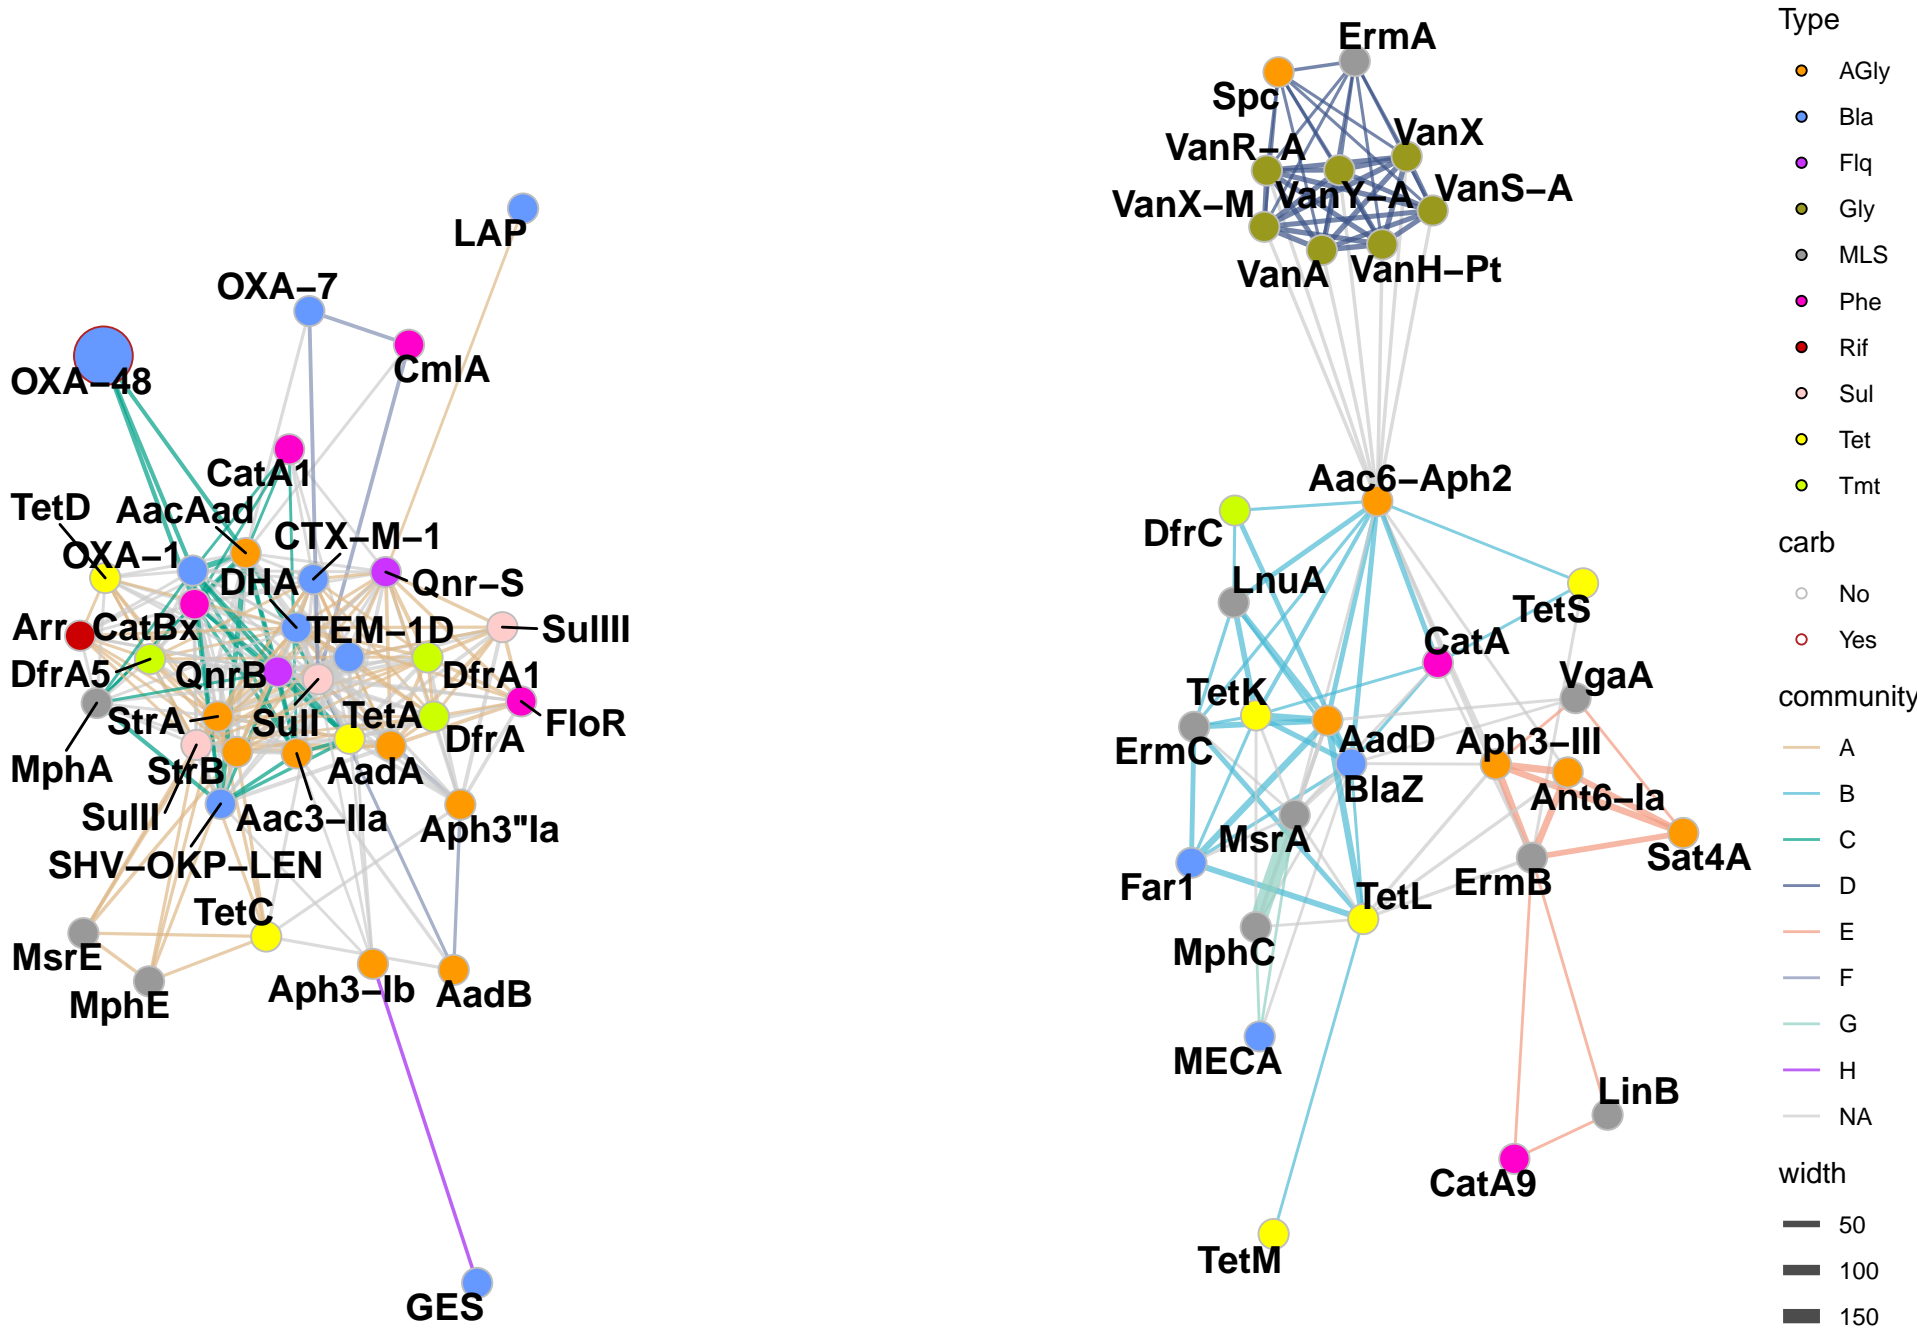 ErmA
Spc
VanR−A
VanX
VanX−M
VanY−A
VanS−A
VanA
VanH−Pt
LAP
OXA−7
CmlA
OXA−48
CatA1
TetD
AacAad
CTX−M−1
OXA−1
DHA
Qnr−S
Arr
CatBx
TEM−1D
SulIII
DfrA5
QnrB
DfrA1
StrA
SulI
TetA
FloR
MphA
StrB
AadA
DfrA
SulII
Aac3−IIa
Aph3"Ia
SHV−OKP−LEN
TetC
MsrE
MphE
Aph3−Ib
AadB
GES
Aac6−Aph2
DfrC
LnuA
TetS
CatA
VgaA
TetK
ErmC
AadD
Aph3−III
BlaZ
Ant6−Ia
MsrA
Sat4A
Far1
TetL
ErmB
MphC
MECA
LinB
CatA9
TetM
Type
AGly
Bla
Flq
Gly
MLS
Phe
Rif
Sul
Tet
Tmt
carb
No
Yes
community
A
B
C
D
E
F
G
H
NA
width
50
100
150